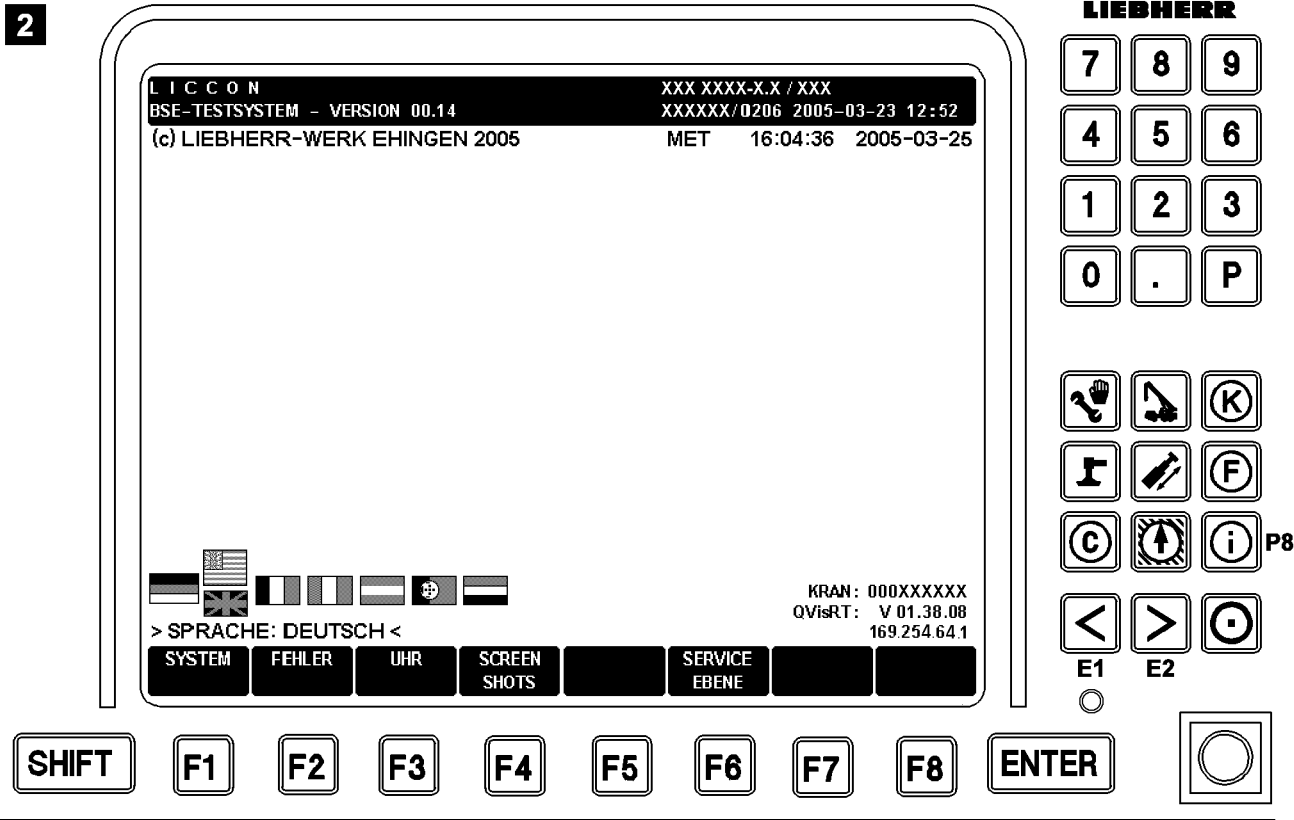 2
LIEBHERR
L I C C O N XXX XXXX-X.X / XXX
BSE-TESTSYSTEM - VERSION 00.14 XXXXXX/0206 2005-03-23 12:52
(c) LIEBHERR-WERK EHINGEN 2005 MET 16:04:36 2005-03-25
KRAN: 000XXXXXX
QVisRT: V 01.38.08
> SPRACHE: DEUTSCH < 169.254.64.1
SYSTEM FEHLER UHR SCREEN SHOTS SERVICE EBENE
7 8 9
4 5 6
1 2 3
0 . P
K
F
C i P8
< >
E1 E2
SHIFT F1 F2 F3 F4 F5 F6 F7 F8 ENTER